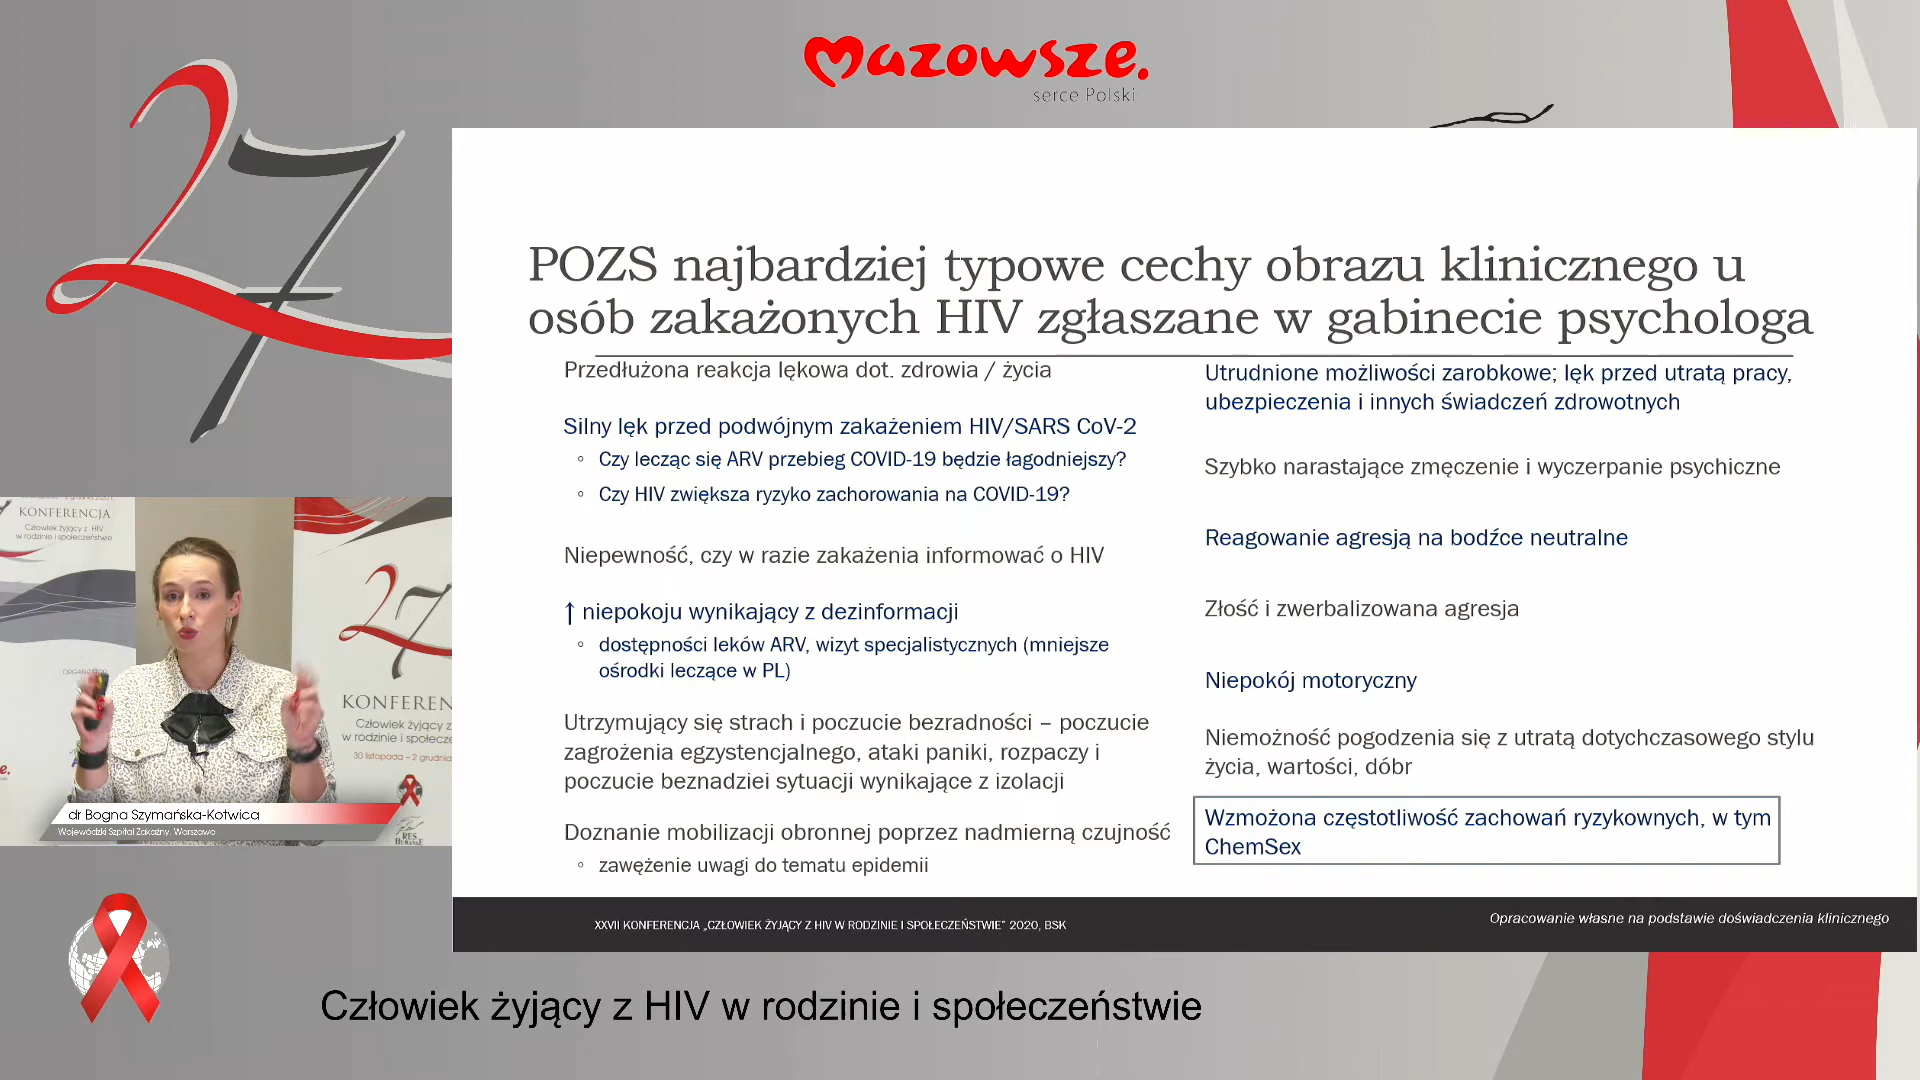 Mazowsze.
serce Polski
27
POZS najbardziej typowe cechy obrazu klinicznego u
osób zakażonych HIV zgłaszane w gabinecie psychologa
Przedłużona reakcja lękowa dot. zdrowia / życia
Silny lęk przed podwójnym zakażeniem HIV/SARS CoV-2
◦ Czy lecząc się ARV przebieg COVID-19 będzie łagodniejszy?
◦ Czy HIV zwiększa ryzyko zachorowania na COVID-19?
Niepewność, czy w razie zakażenia informować o HIV
↑ niepokoju wynikający z dezinformacji
◦ dostępności leków ARV, wizyt specjalistycznych (mniejsze
ośrodki leczące w PL)
Utrzymujący się strach i poczucie bezradności – poczucie
zagrożenia egzystencjalnego, ataki paniki, rozpaczy i
poczucie beznadziei sytuacji wynikające z izolacji
Doznanie mobilizacji obronnej poprzez nadmierną czujność
◦ zawężenie uwagi do tematu epidemii
Utrudnione możliwości zarobkowe; lęk przed utratą pracy,
ubezpieczenia i innych świadczeń zdrowotnych
Szybko narastające zmęczenie i wyczerpanie psychiczne
Reagowanie agresją na bodźce neutralne
Złość i zwerbalizowana agresja
Niepokój motoryczny
Niemożność pogodzenia się z utratą dotychczasowego stylu
życia, wartości, dóbr
Wzmożona częstotliwość zachowań ryzykownych, w tym
ChemSex
XXVII KONFERENCJA „CZŁOWIEK ŻYJĄCY Z HIV W RODZINIE I SPOŁECZEŃSTWIE” 2020, BSK
Opracowanie własne na podstawie doświadczenia klinicznego
KONFERENCJA
Człowiek żyjący z HIV
w rodzinie i społeczeństwie
27
KONFEREN
Człowiek żyjący z
w rodzinie i społecze
30 listopada – 2 grudnia
RES
HUMANAE
dr Bogna Szymańska-Kotwica
Wojewódzki Szpital Zakaźny, Warszawa
Człowiek żyjący z HIV w rodzinie i społeczeństwie